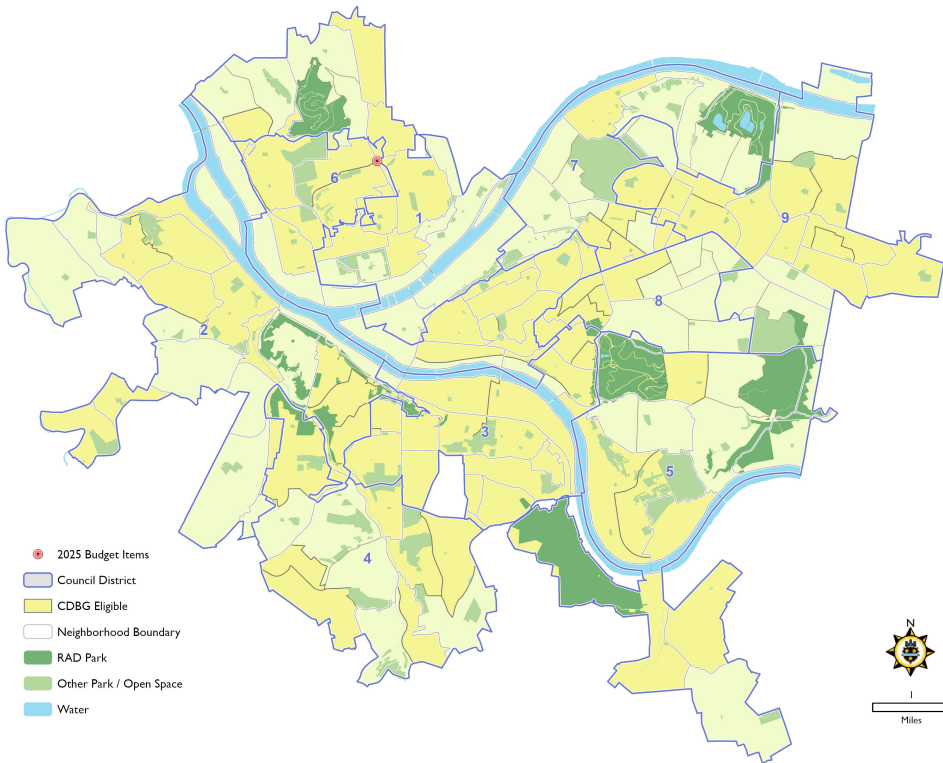 6
7
1
9
8
2
3
5
4
2025 Budget Items
Council District
CDBG Eligible
Neighborhood Boundary
RAD Park
Other Park / Open Space
Water
N
1
Miles